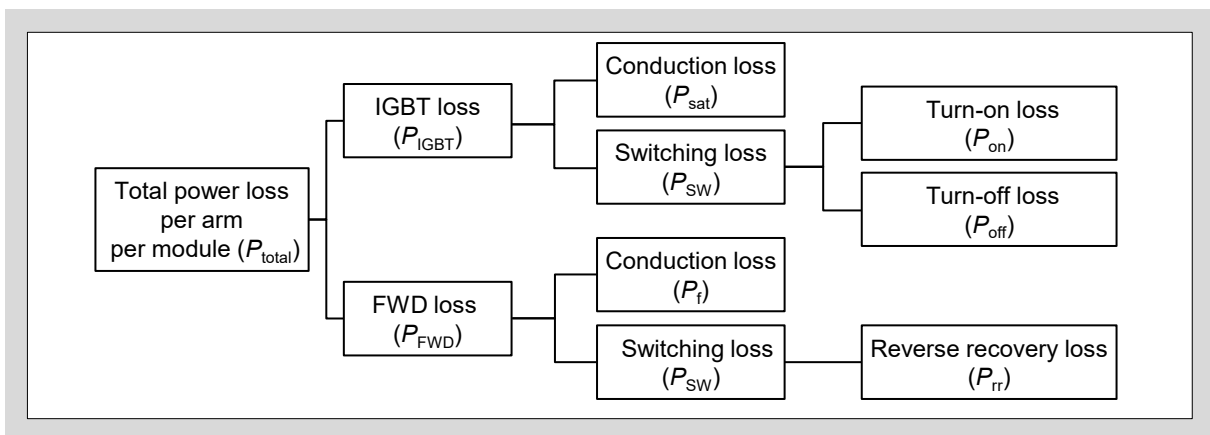 Total power loss
per arm
per module (Ptotal)
IGBT loss
(PIGBT)
Conduction loss
(Psat)
Switching loss
(PSW)
Turn-on loss
(Pon)
Turn-off loss
(Poff)
FWD loss
(PFWD)
Conduction loss
(Pf)
Switching loss
(PSW)
Reverse recovery loss
(Prr)